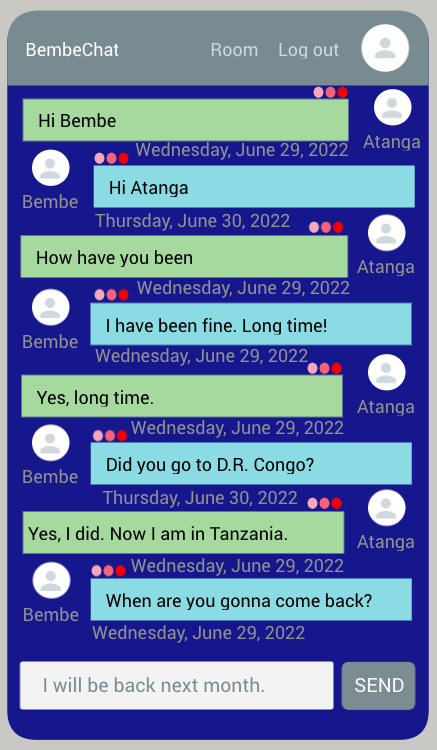 BembeChat Room Log out
Hi Bembe
Atanga
Wednesday, June 29, 2022
Hi Atanga
Bembe
Thursday, June 30, 2022
How have you been
Atanga
Wednesday, June 29, 2022
I have been fine. Long time!
Bembe
Wednesday, June 29, 2022
Yes, long time.
Atanga
Wednesday, June 29, 2022
Did you go to D.R. Congo?
Bembe
Thursday, June 30, 2022
Yes, I did. Now I am in Tanzania.
Atanga
Wednesday, June 29, 2022
When are you gonna come back?
Bembe
Wednesday, June 29, 2022
I will be back next month. SEND